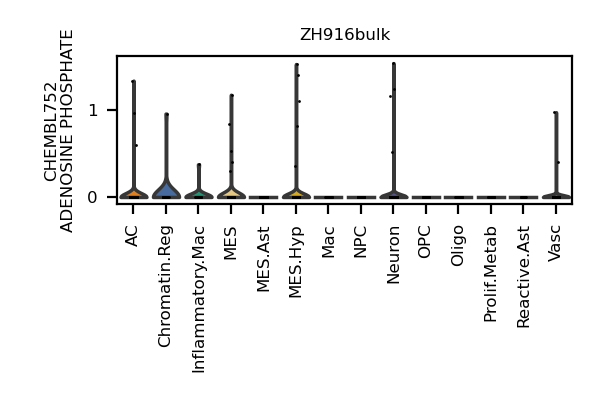 ZH916bulk
CHEMBL752
ADENOSINE PHOSPHATE
1
0
AC
Chromatin.Reg
Inflammatory.Mac
MES
MES.Ast
MES.Hyp
Mac
NPC
Neuron
OPC
Oligo
Prolif.Metab
Reactive.Ast
Vasc